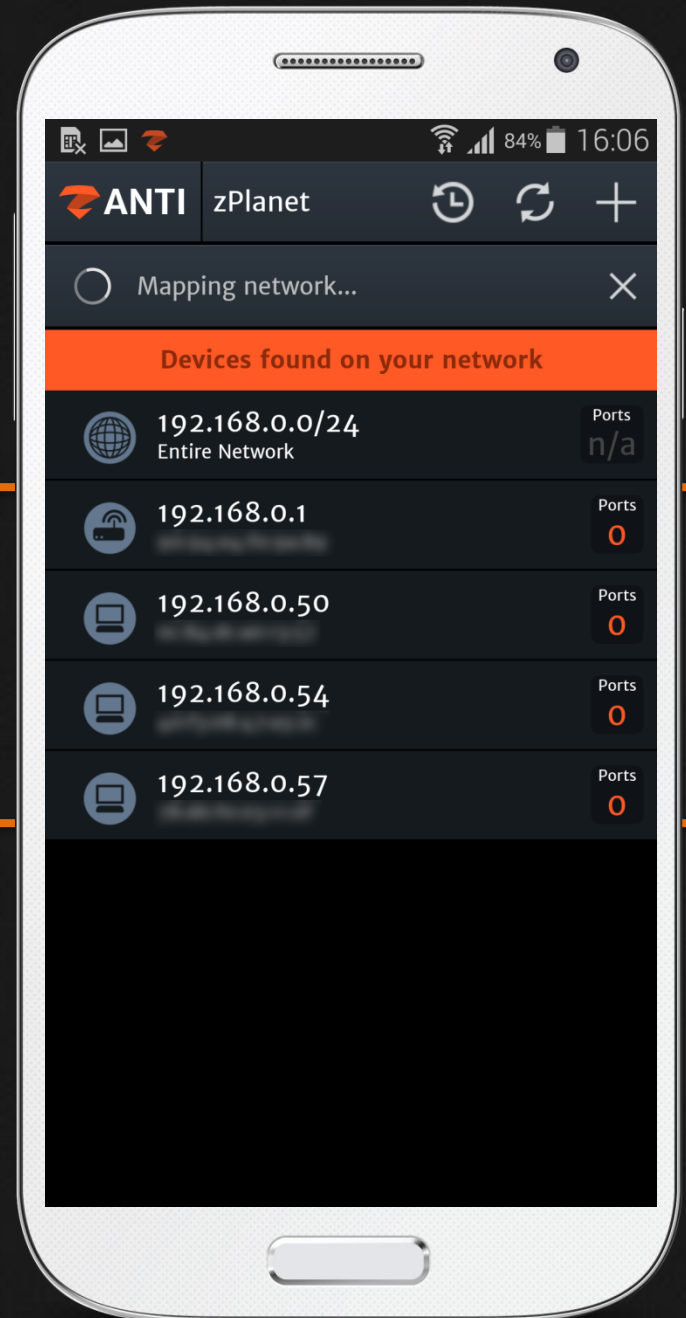 84% 16:06
ZANTI zPlanet
Mapping network...
Devices found on your network
192.168.0.0/24
Entire Network
Ports
n/a
192.168.0.1
Ports
0
192.168.0.50
Ports
0
192.168.0.54
Ports
0
192.168.0.57
Ports
0